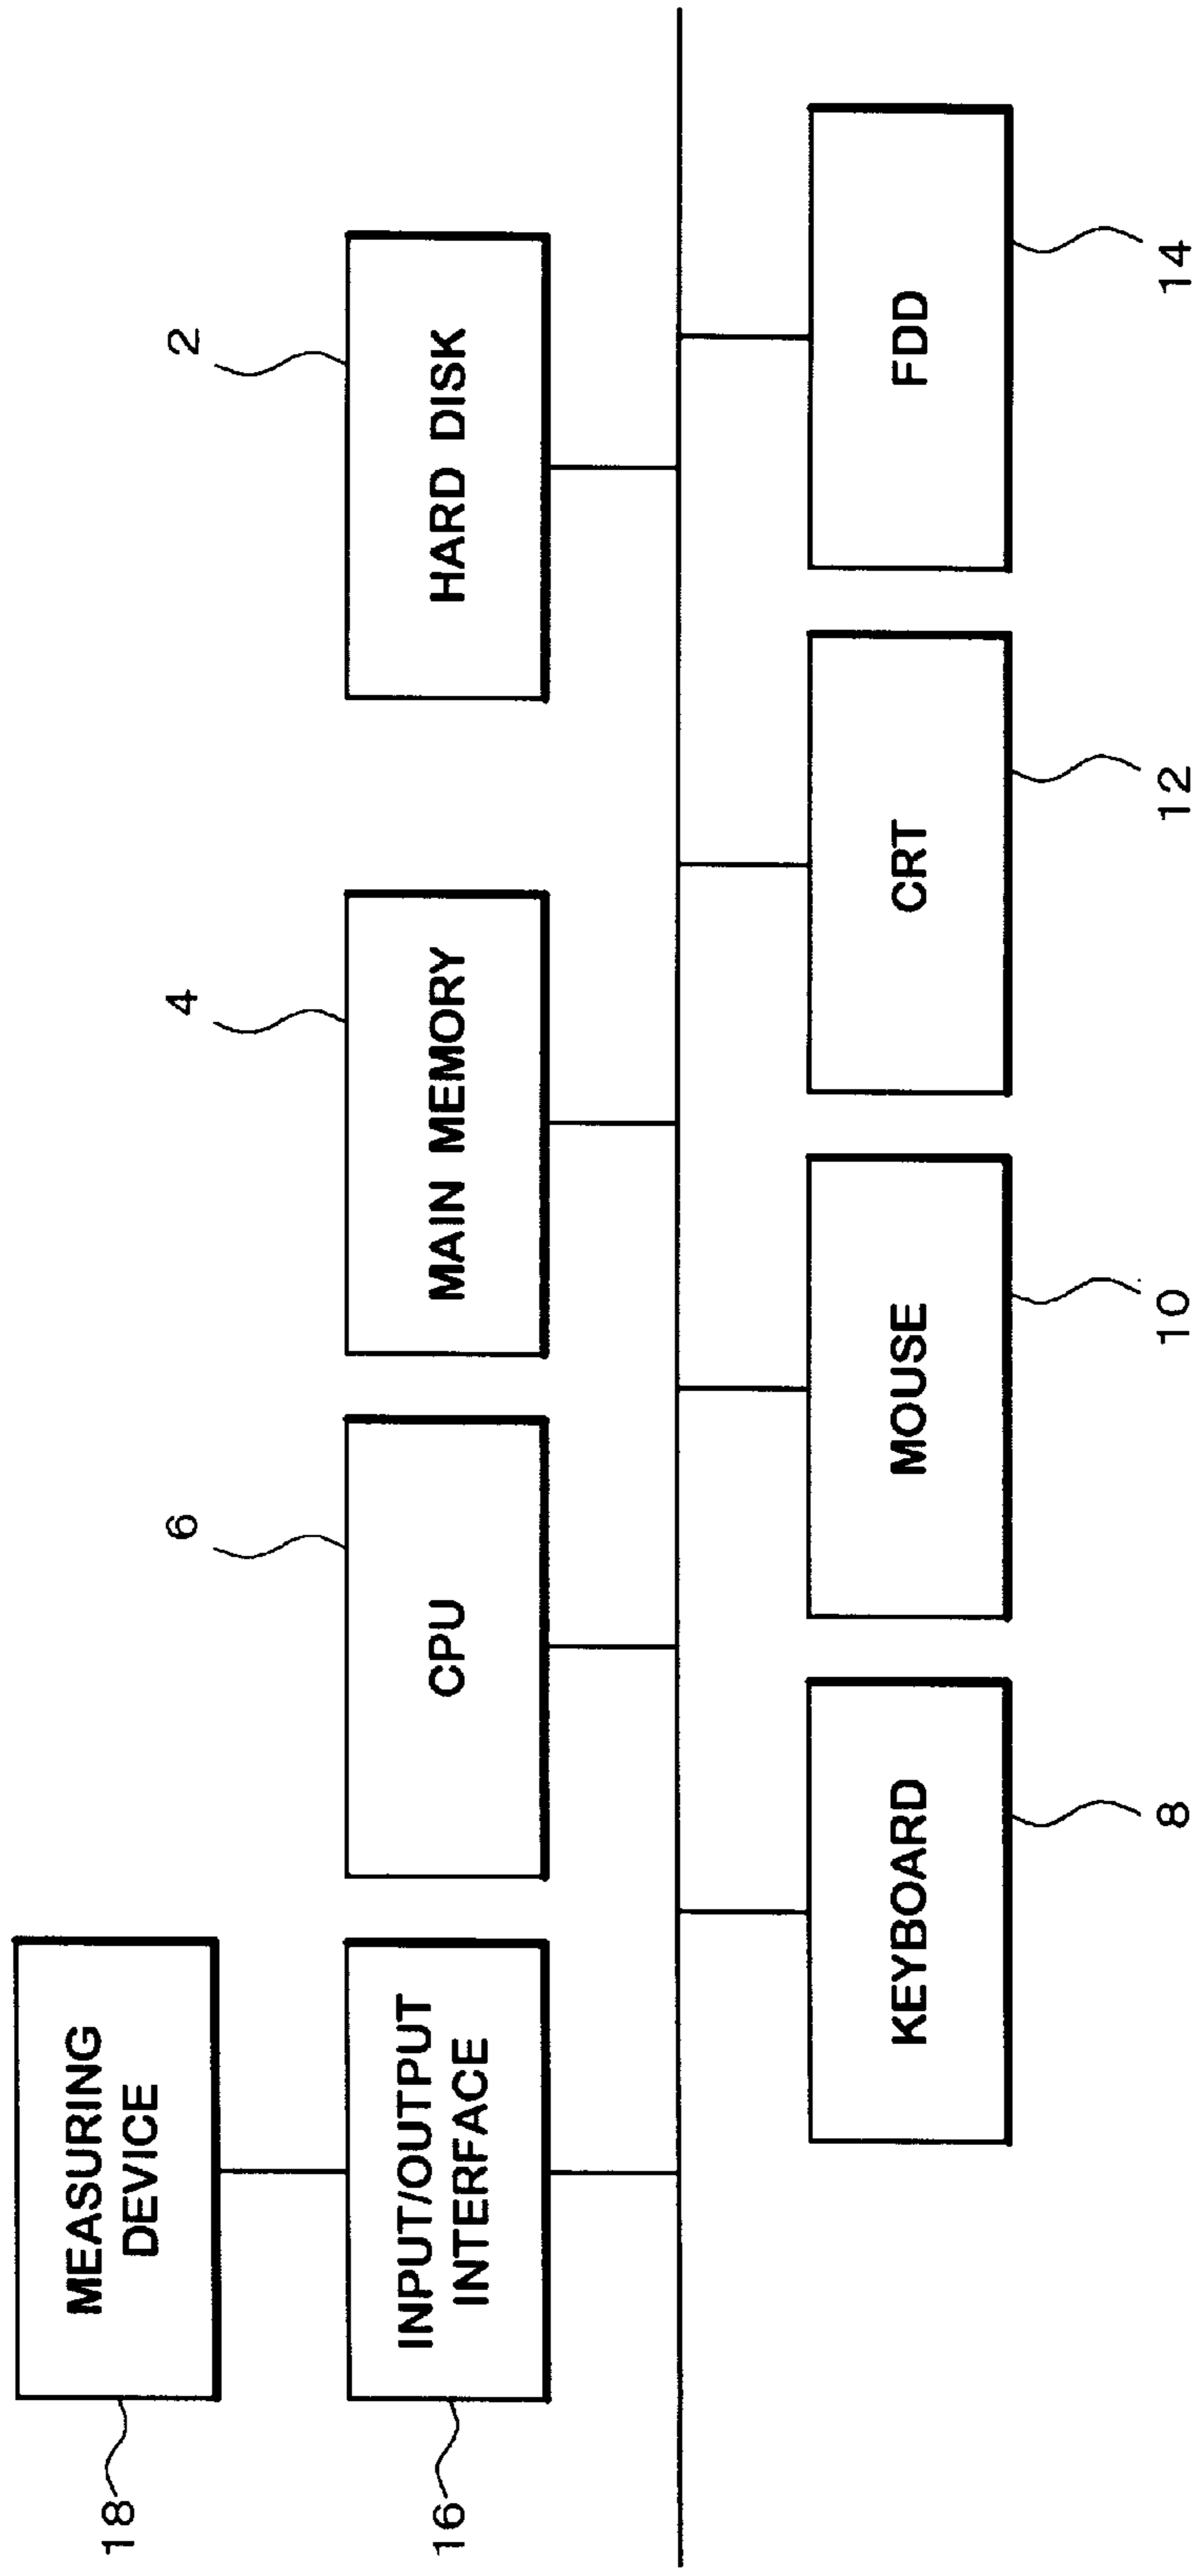 18
MEASURING
DEVICE
16
INPUT/OUTPUT
INTERFACE
6
CPU
4
MAIN MEMORY
2
HARD DISK
KEYBOARD
8
MOUSE
10
CRT
12
FDD
14